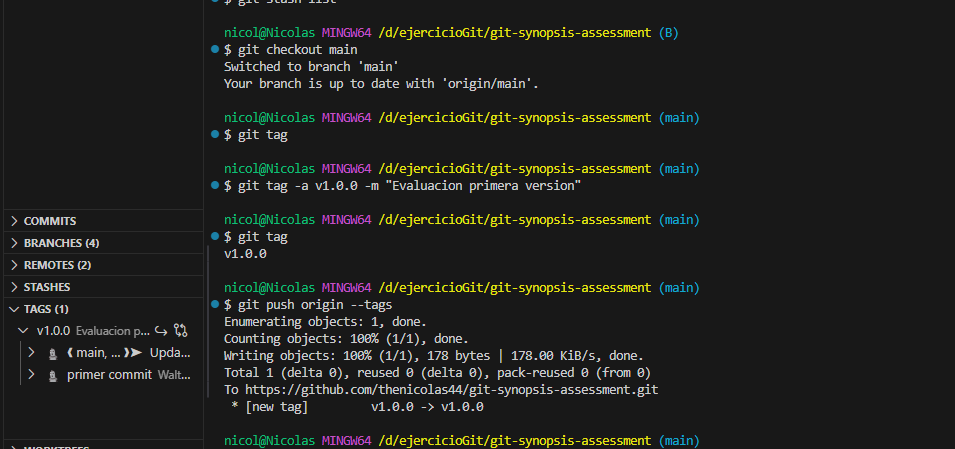 $ git stash list
nicol@Nicolas MINGW64 /d/ejercicioGit/git-synopsis-assessment (B)
$ git checkout main
Switched to branch 'main'
Your branch is up to date with 'origin/main'.
nicol@Nicolas MINGW64 /d/ejercicioGit/git-synopsis-assessment (main)
$ git tag
nicol@Nicolas MINGW64 /d/ejercicioGit/git-synopsis-assessment (main)
$ git tag -a v1.0.0 -m "Evaluacion primera version"
nicol@Nicolas MINGW64 /d/ejercicioGit/git-synopsis-assessment (main)
$ git tag
v1.0.0
nicol@Nicolas MINGW64 /d/ejercicioGit/git-synopsis-assessment (main)
$ git push origin --tags
Enumerating objects: 1, done.
Counting objects: 100% (1/1), done.
Writing objects: 100% (1/1), 178 bytes | 178.00 KiB/s, done.
Total 1 (delta 0), reused 0 (delta 0), pack-reused 0 (from 0)
To https://github.com/thenicolas44/git-synopsis-assessment.git
* [new tag]         v1.0.0 -> v1.0.0
nicol@Nicolas MINGW64 /d/ejercicioGit/git-synopsis-assessment (main)
COMMITS
BRANCHES (4)
REMOTES (2)
STASHES
TAGS (1)
v1.0.0 Evaluacion p...
main, ... Upda...
primer commit Walt...
WORKTREES